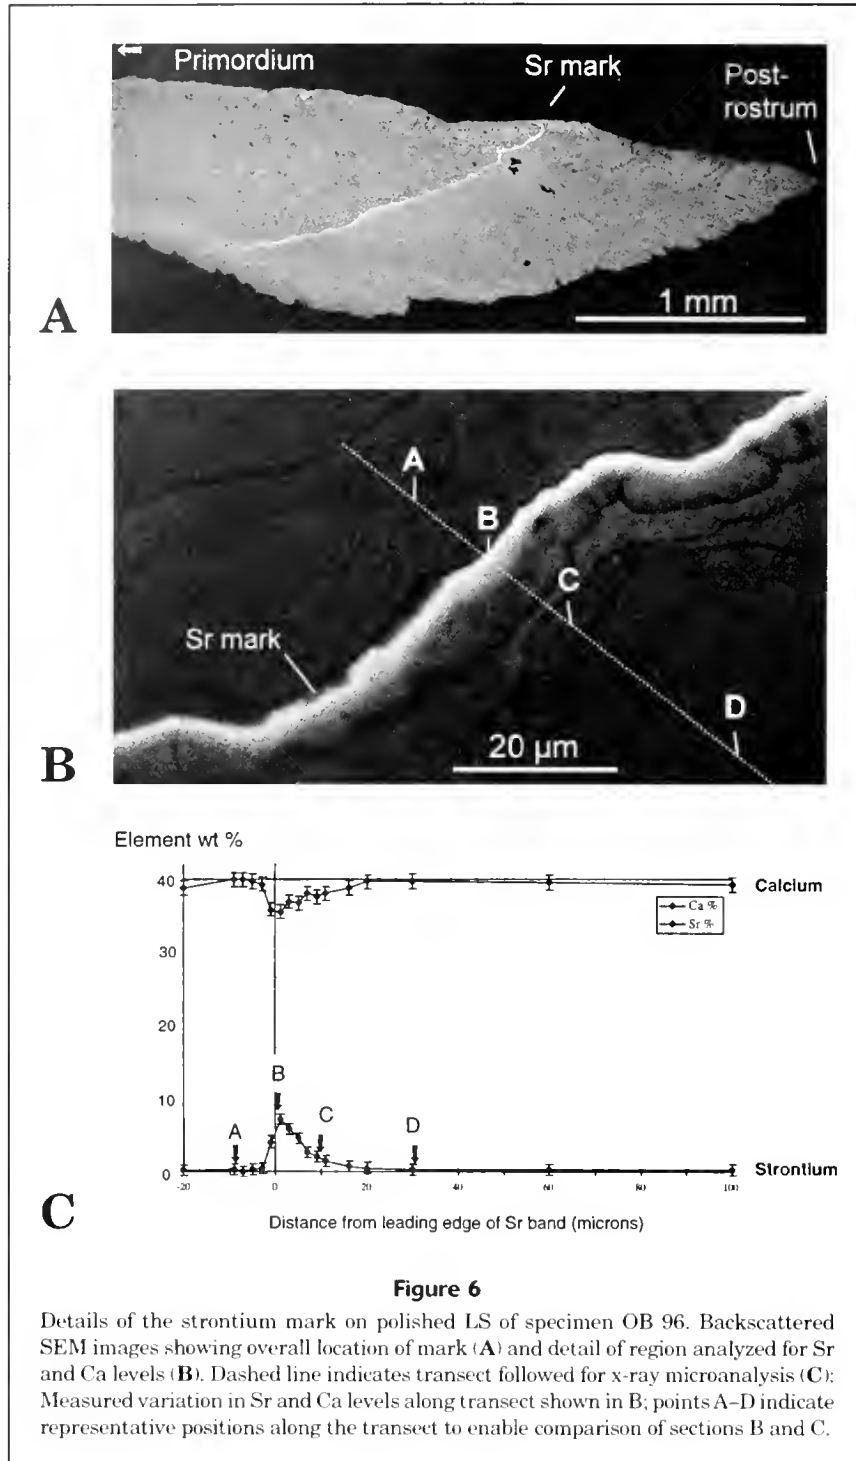 Primordium
Sr mark
Post-
rostrum
1 mm
A
A
B
C
Sr mark
D
20 µm
B
Element wt %
40
30
20
10
0
Calcium
Ca %
Sr %
A
B
C
D
Strontium
-20
0
20
40
60
80
100
Distance from leading edge of Sr band (microns)
C
Figure 6
Details of the strontium mark on polished LS of specimen OB 96. Backscattered
SEM images showing overall location of mark (A) and detail of region analyzed for Sr
and Ca levels (B). Dashed line indicates transect followed for x-ray microanalysis (C):
Measured variation in Sr and Ca levels along transect shown in B; points A–D indicate
representative positions along the transect to enable comparison of sections B and C.